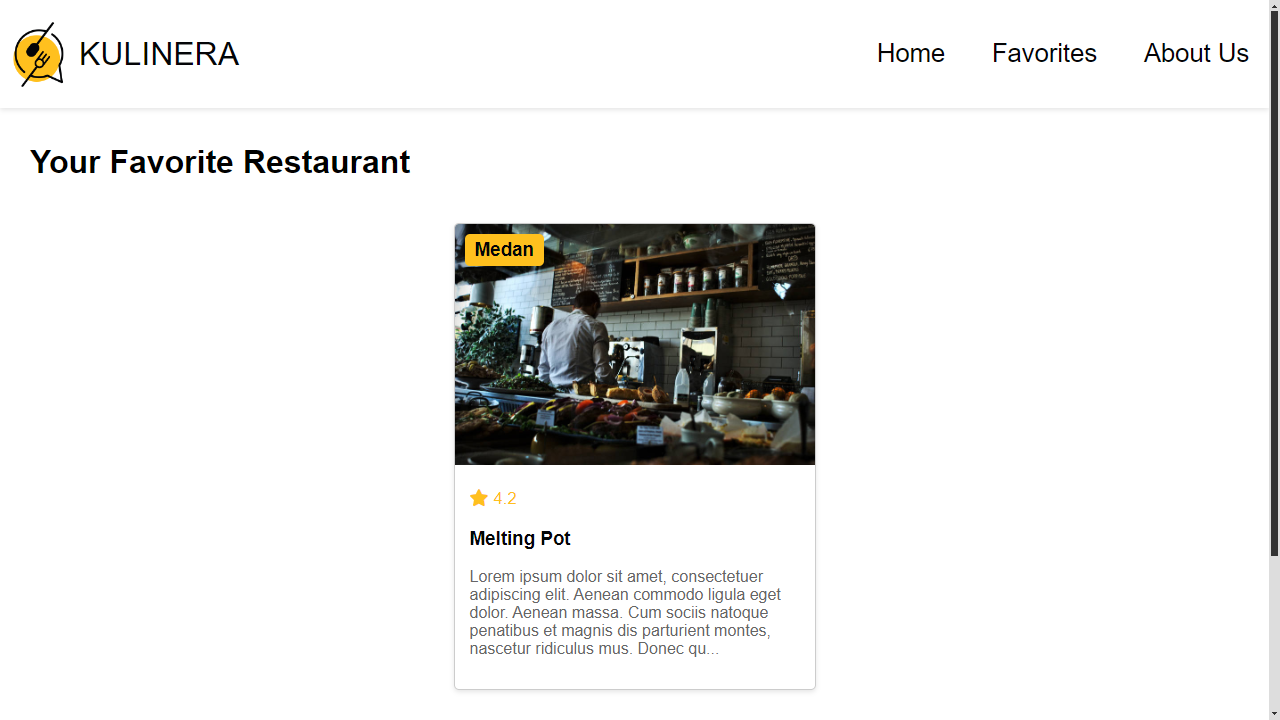 KULINERA
Home
Favorites
About Us
Your Favorite Restaurant
Medan
4.2
Melting Pot
Lorem ipsum dolor sit amet, consectetuer
adipiscing elit. Aenean commodo ligula eget
dolor. Aenean massa. Cum sociis natoque
penatibus et magnis dis parturient montes,
nascetur ridiculus mus. Donec qu...